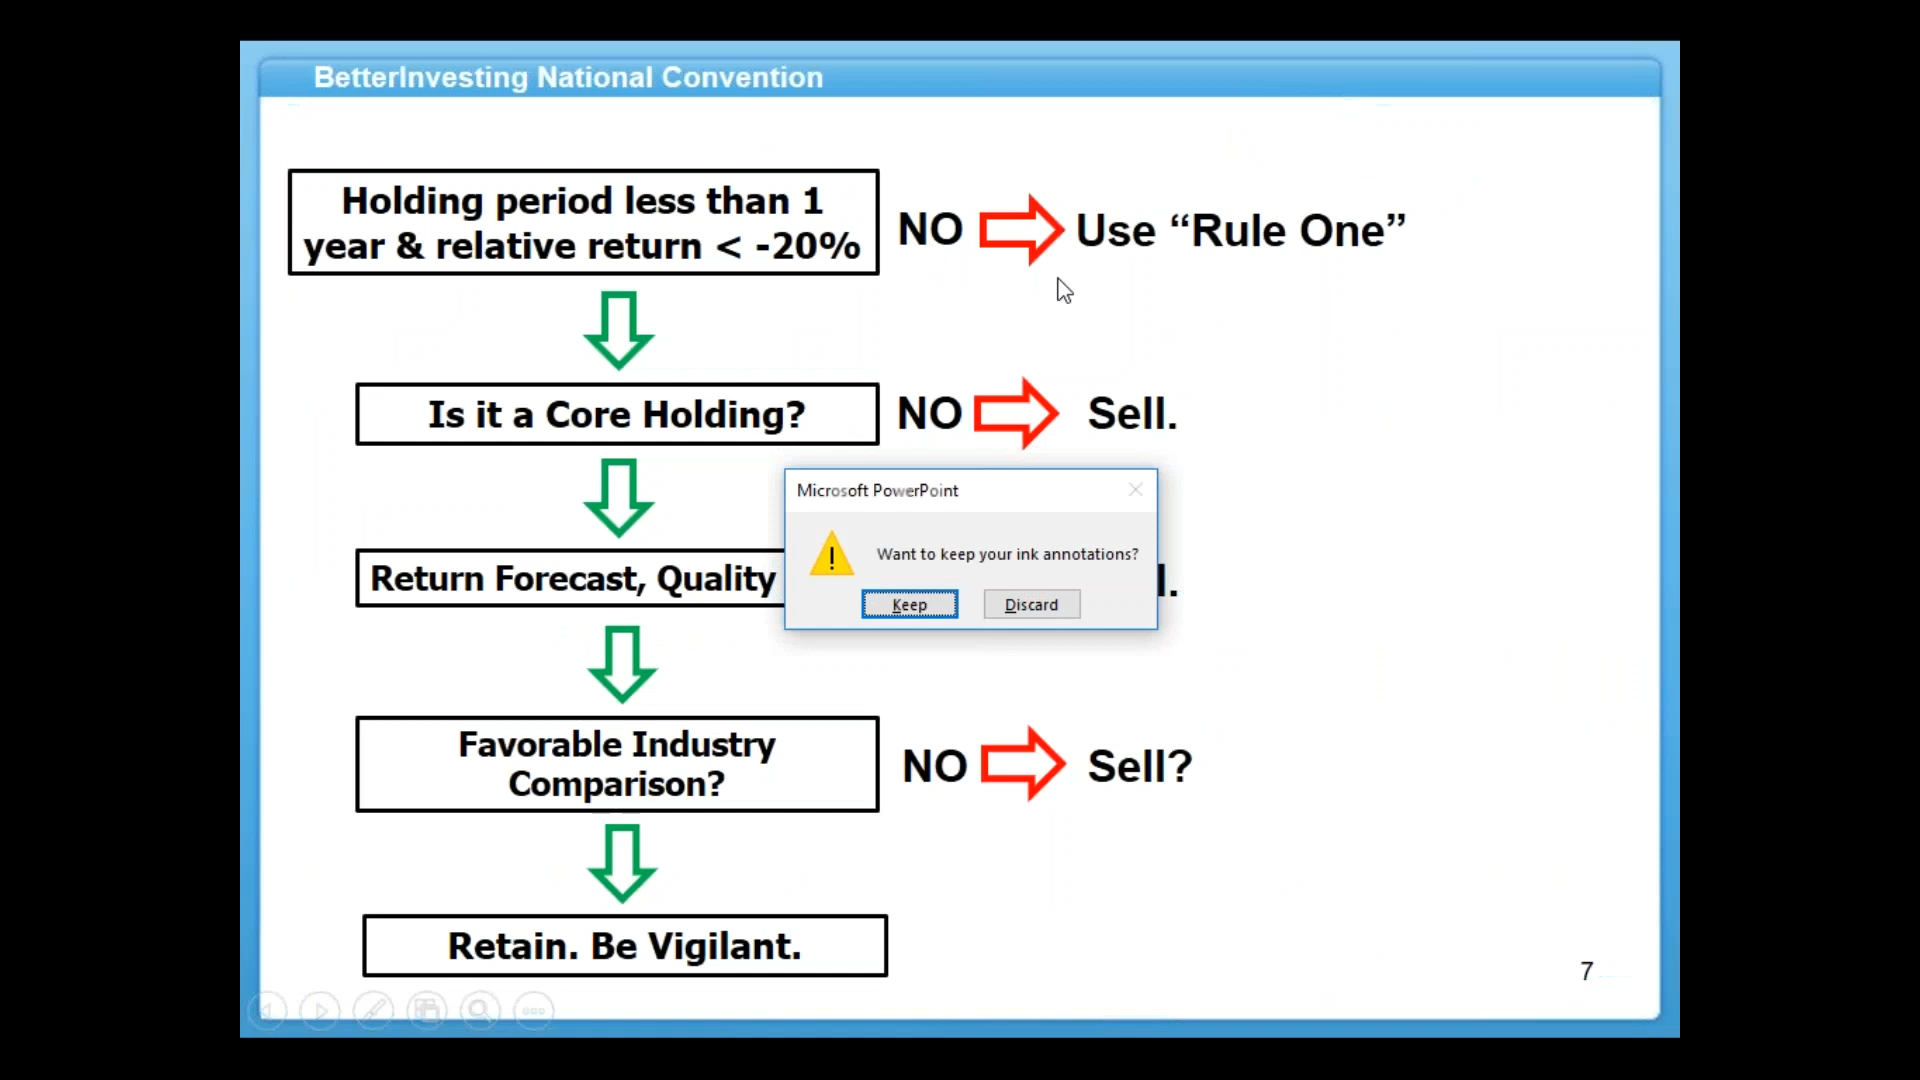 BetterInvesting National Convention
Holding period less than 1
year & relative return < -20%
NO
Use “Rule One”
Is it a Core Holding?
NO
Sell.
Microsoft PowerPoint
Want to keep your ink annotations?
Keep
Discard
Return Forecast, Quality
l.
Favorable Industry
Comparison?
NO
Sell?
Retain. Be Vigilant.
7